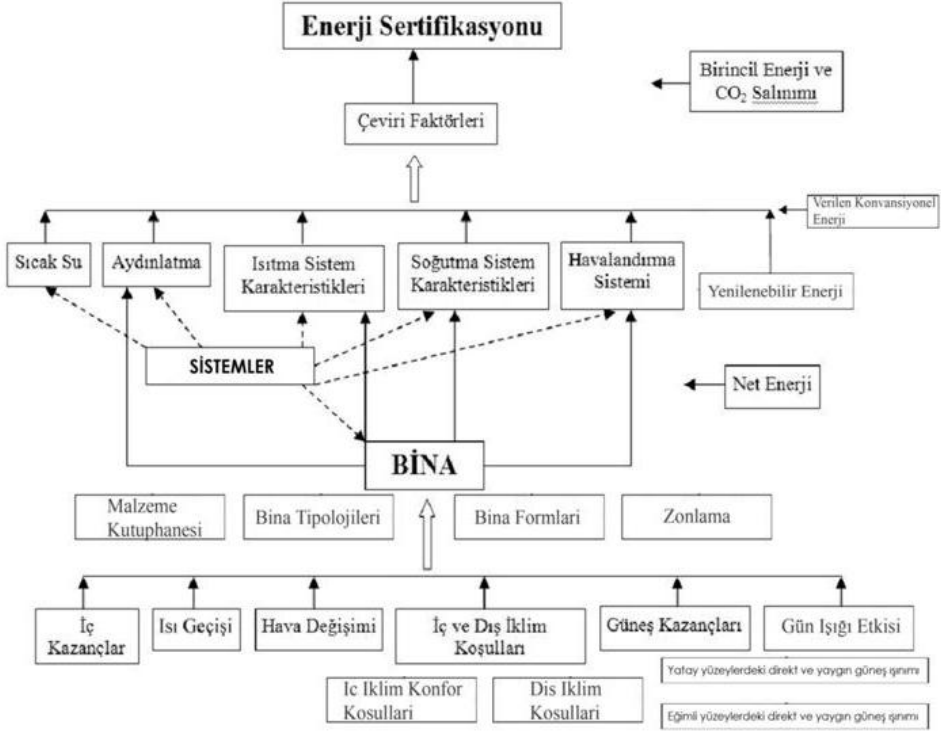 Enerji Sertifikasyonu
Birincil Enerji ve
CO₂ Salınımı
Çeviri Faktörleri
Verilen Konvansiyonel
Enerji
Sıcak Su
Aydınlatma
Isıtma Sistem
Karakteristikleri
Soğutma Sistem
Karakteristikleri
Havalandırma
Sistemi
Yenilenebilir Enerji
SİSTEMLER
Net Enerji
BİNA
Malzeme
Kutuphanesi
Bina Tipolojileri
Bina Formlari
Zonlama
İç
Kazançlar
Isı Geçişi
Hava Değişimi
İç ve Dış İklim
Koşulları
Güneş Kazançları
Gün Işığı Etkisi
Ic Iklim Konfor
Kosullari
Dis Iklim
Kosullari
Yatay yüzeylerdeki direkt ve yaygın güneş ışınımı
Eğimli yüzeylerdeki direkt ve yaygın güneş ışınımı